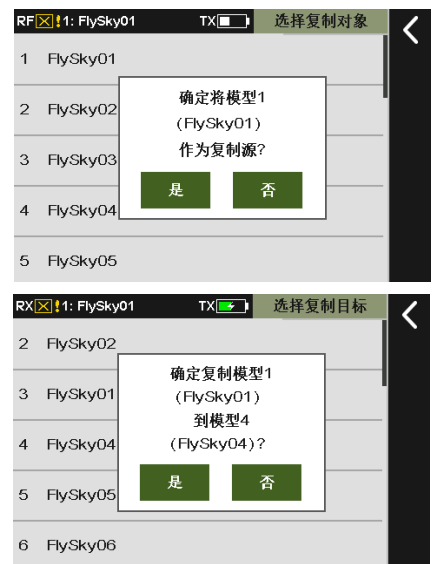 RF !1: FlySky01 TX 选择复制对象
1 FlySky01
2 FlySky02
3 FlySky03
4 FlySky04
5 FlySky05
确定将模型1
(FlySky01)
作为复制源?
是 否
RX !1: FlySky01 TX 选择复制目标
2 FlySky02
3 FlySky01
4 FlySky04
5 FlySky05
6 FlySky06
确定复制模型1
(FlySky01)
到模型4
(FlySky04)?
是 否